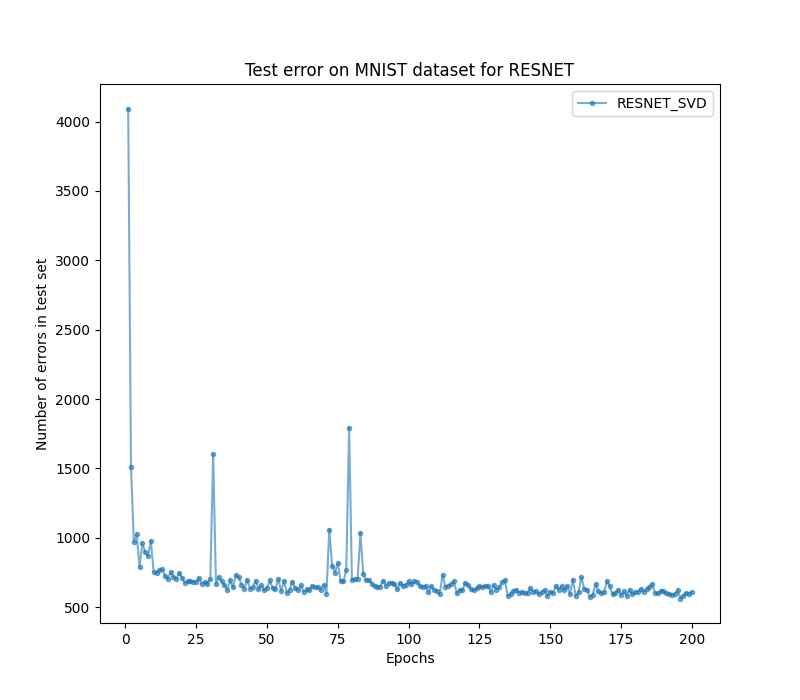 Test error on MNIST dataset for RESNET
RESNET_SVD
4000
3500
3000
2500
2000
1500
1000
500
Number of errors in test set
0 25 50 75 100 125 150 175 200
Epochs